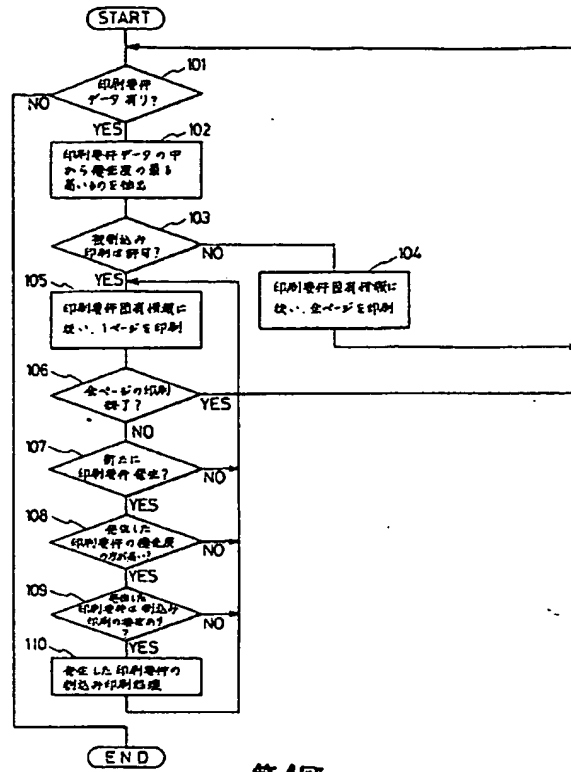 START
101
印刷要件
データ有り?
NO
YES
102
印刷要件データの中
から優先度の最も
高いものを抽出
103
被割込み
印刷は許可?
NO
YES
104
印刷要件固有情報に
従い、全ページを印刷
105
印刷要件固有情報に
従い、1ページを印刷
106
全ページの印刷
終了?
YES
NO
107
新たに
印刷要件発生?
NO
YES
108
発生した
印刷要件の優先度
の方が高い?
NO
YES
109
発生した
印刷要件は割込み
印刷の指定あり
?
NO
YES
110
発生した印刷要件の
割込み印刷処理
END